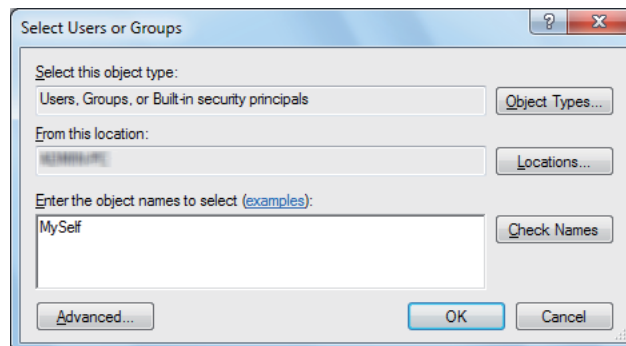 Select Users or Groups
Select this object type:
Users, Groups, or Built-in security principals
Object Types...
From this location:
Locations...
Enter the object names to select (examples):
MySelf
Check Names
Advanced...
OK
Cancel